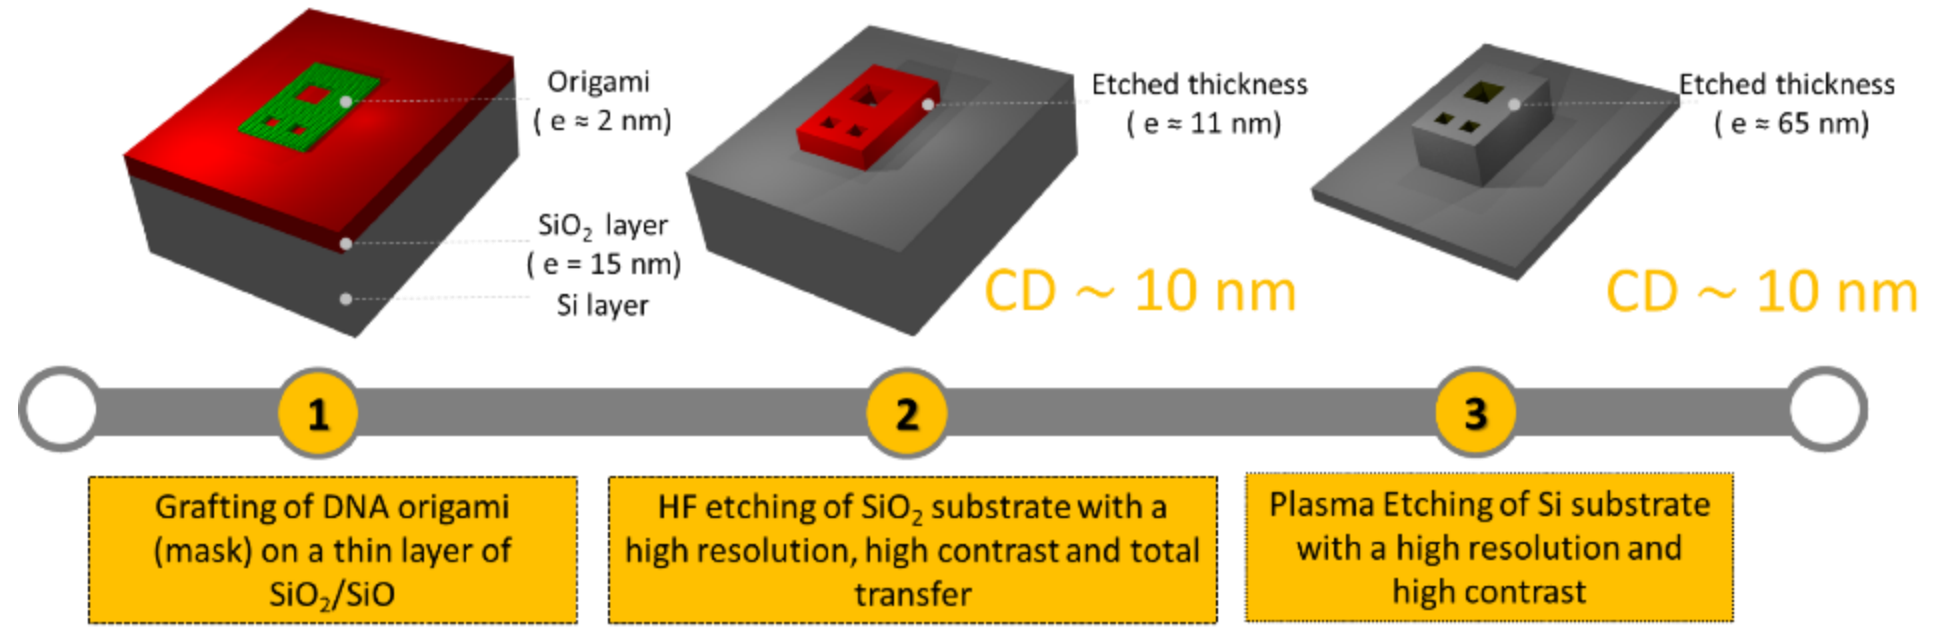 Origami
( e ≈ 2 nm)
SiO₂ layer
( e = 15 nm)
Si layer
Etched thickness
( e ≈ 11 nm)
CD ~ 10 nm
Etched thickness
( e ≈ 65 nm)
CD ~ 10 nm
1
2
3
Grafting of DNA origami
(mask) on a thin layer of
SiO₂/SiO
HF etching of SiO₂ substrate with a
high resolution, high contrast and total
transfer
Plasma Etching of Si substrate
with a high resolution and
high contrast